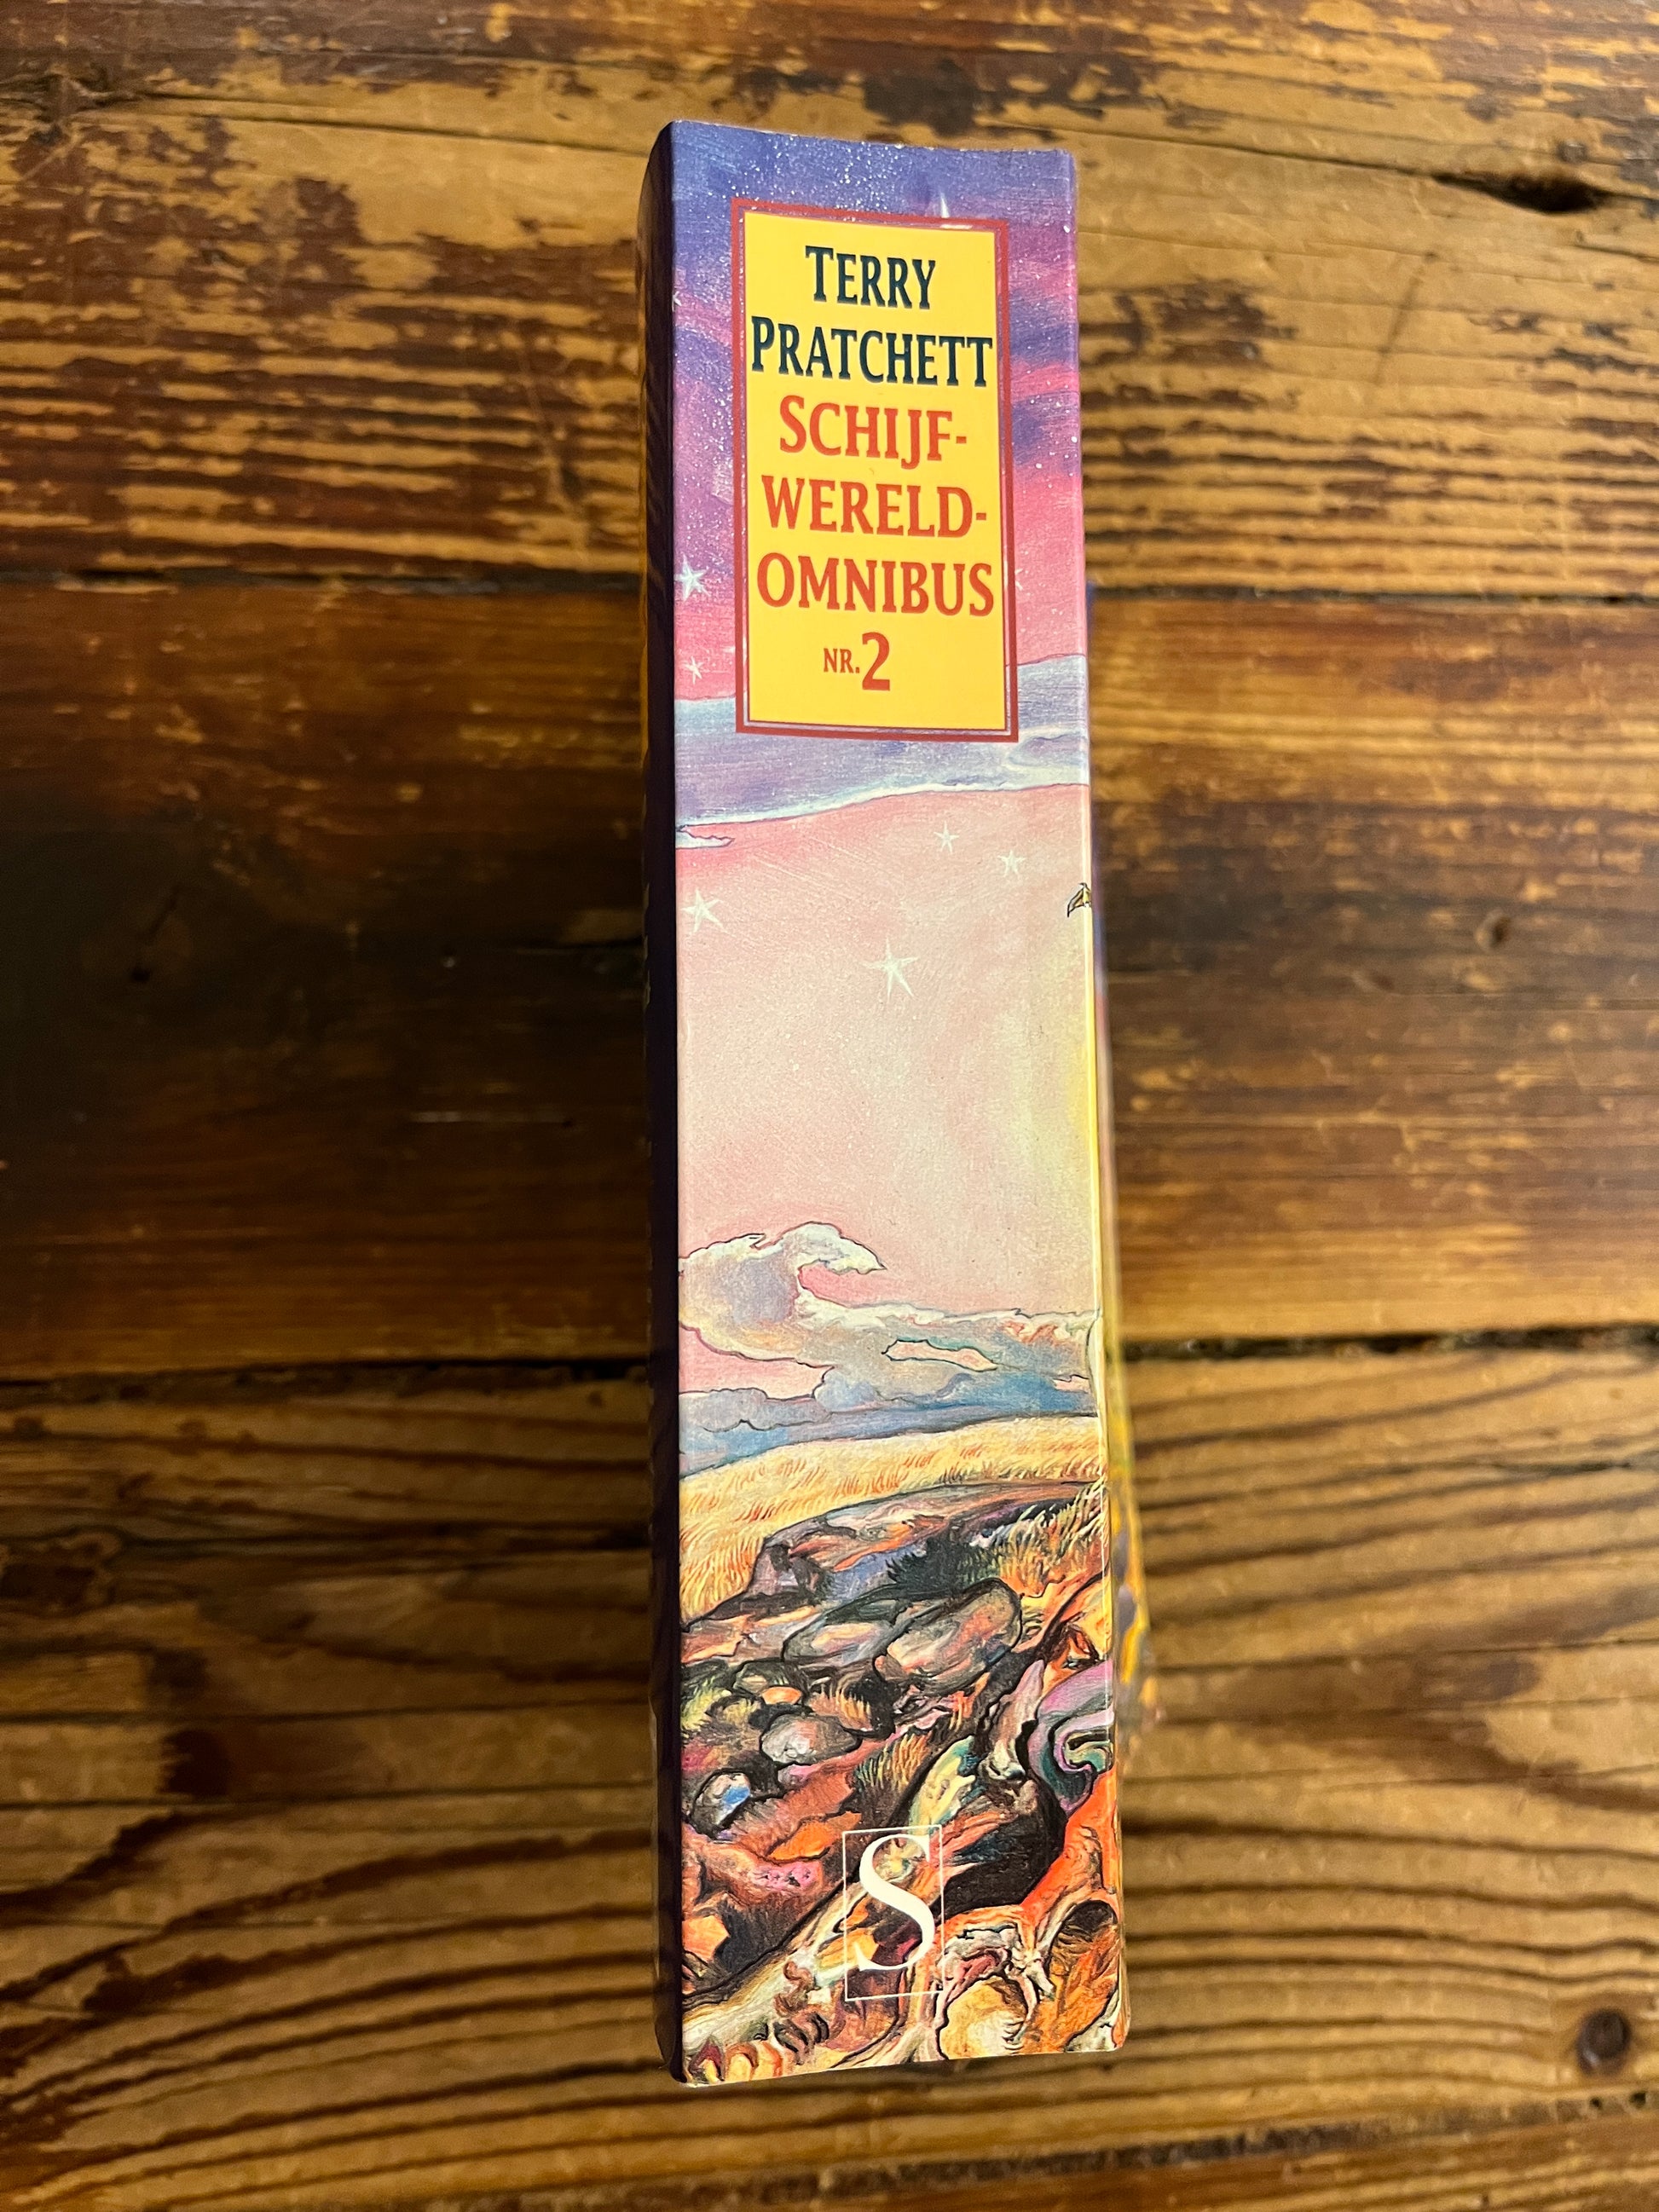 TERRY
PRATCHETT
SCHIJF-
WERELD-
OMNIBUS
NR.2
S